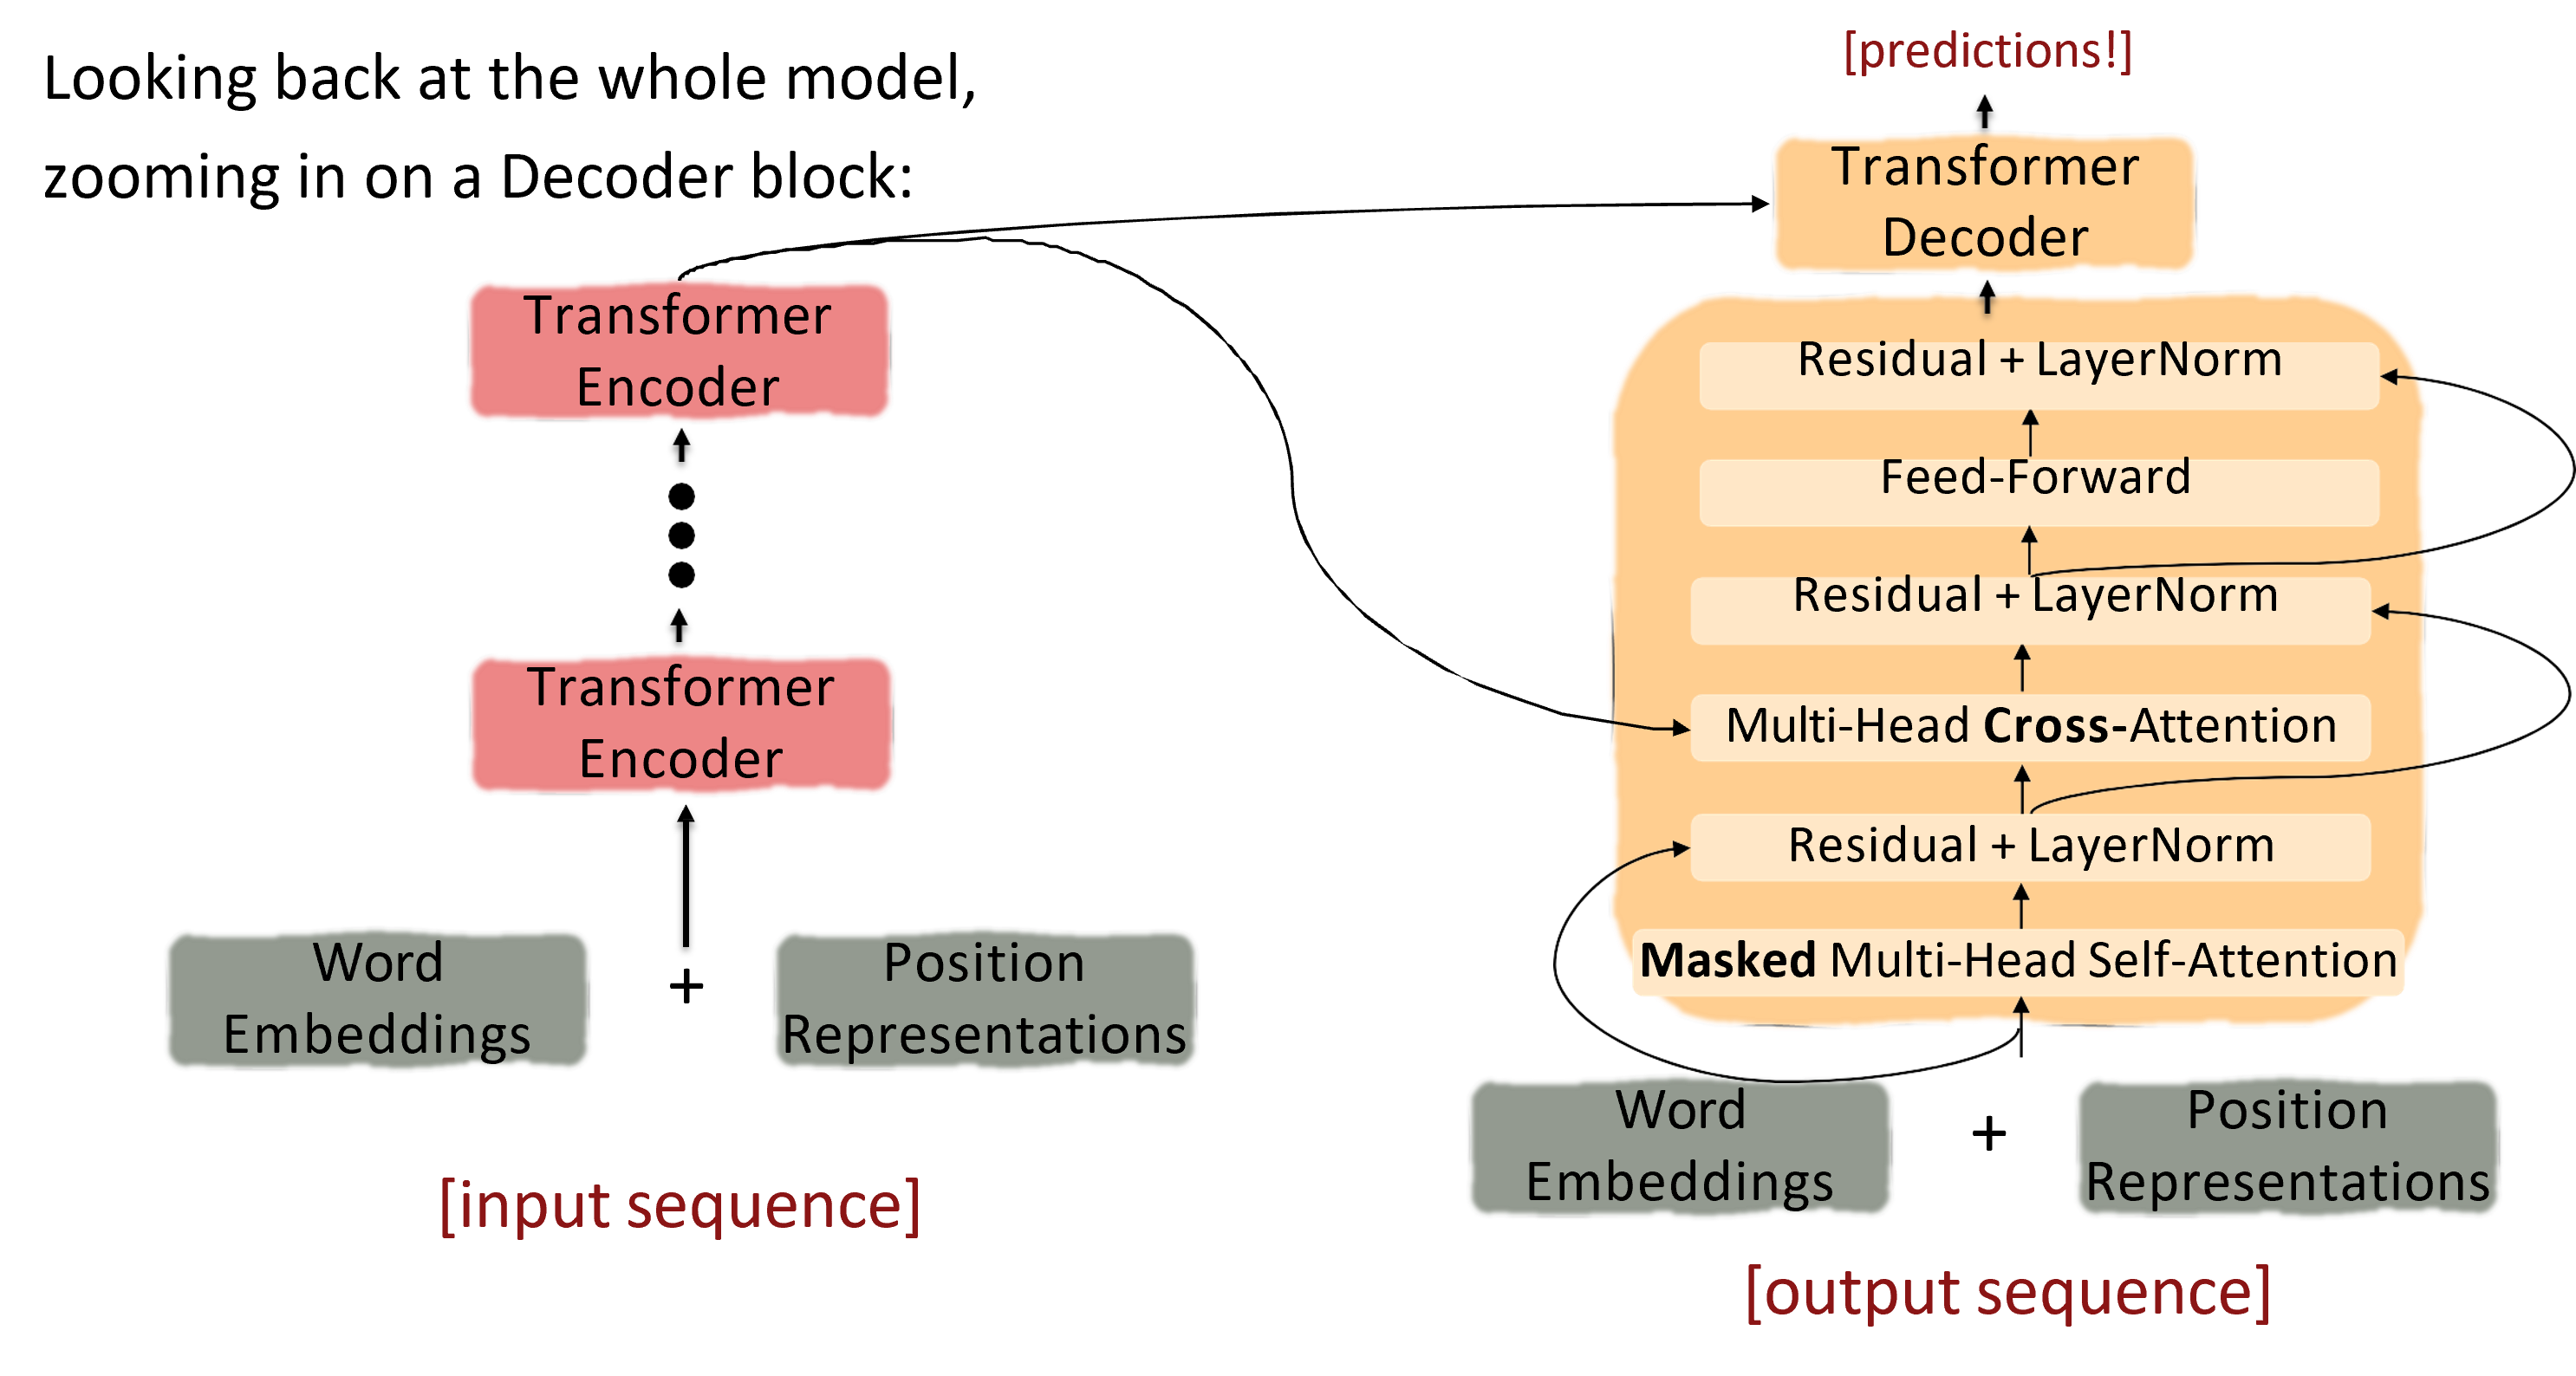 Looking back at the whole model,
zooming in on a Decoder block:
Transformer
Encoder
Transformer
Encoder
Word
Embeddings
+
Position
Representations
[input sequence]
[predictions!]
Transformer
Decoder
Residual + LayerNorm
Feed-Forward
Residual + LayerNorm
Multi-Head Cross-Attention
Residual + LayerNorm
Masked Multi-Head Self-Attention
Word
Embeddings
+
Position
Representations
[output sequence]